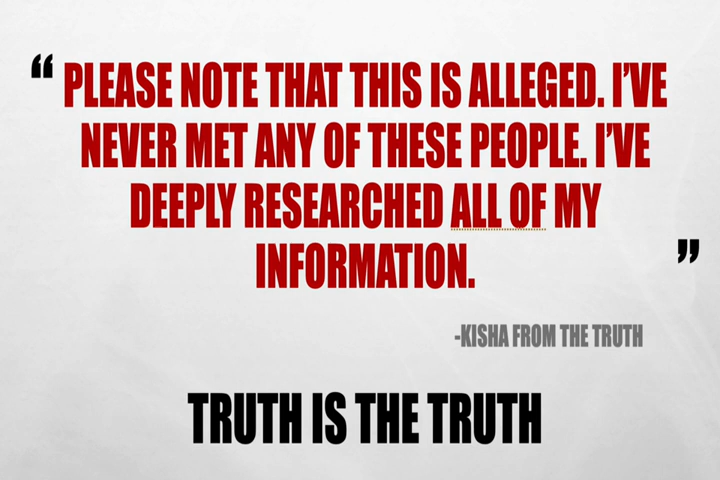 “ PLEASE NOTE THAT THIS IS ALLEGED. I’VE
NEVER MET ANY OF THESE PEOPLE. I’VE
DEEPLY RESEARCHED ALL OF MY
INFORMATION. ”
-KISHA FROM THE TRUTH
TRUTH IS THE TRUTH